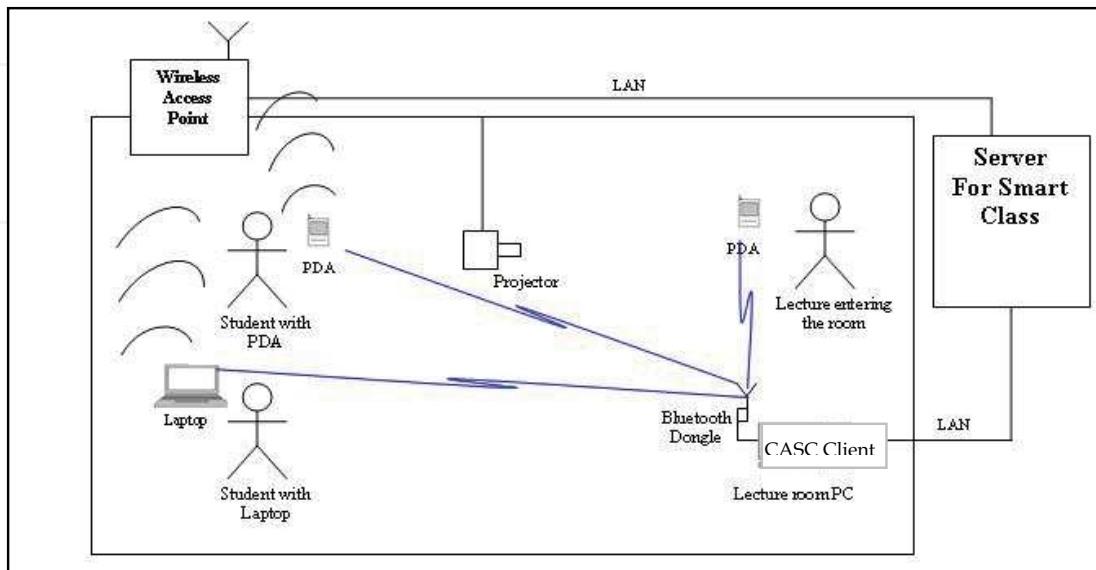 Wireless
Access
Point
LAN
Server
For Smart
Class
PDA
PDA
Projector
Student with
PDA
Lecture entering
the room
Laptop
Bluetooth
Dongle
CASC Client
LAN
Student with
Laptop
Lecture room PC